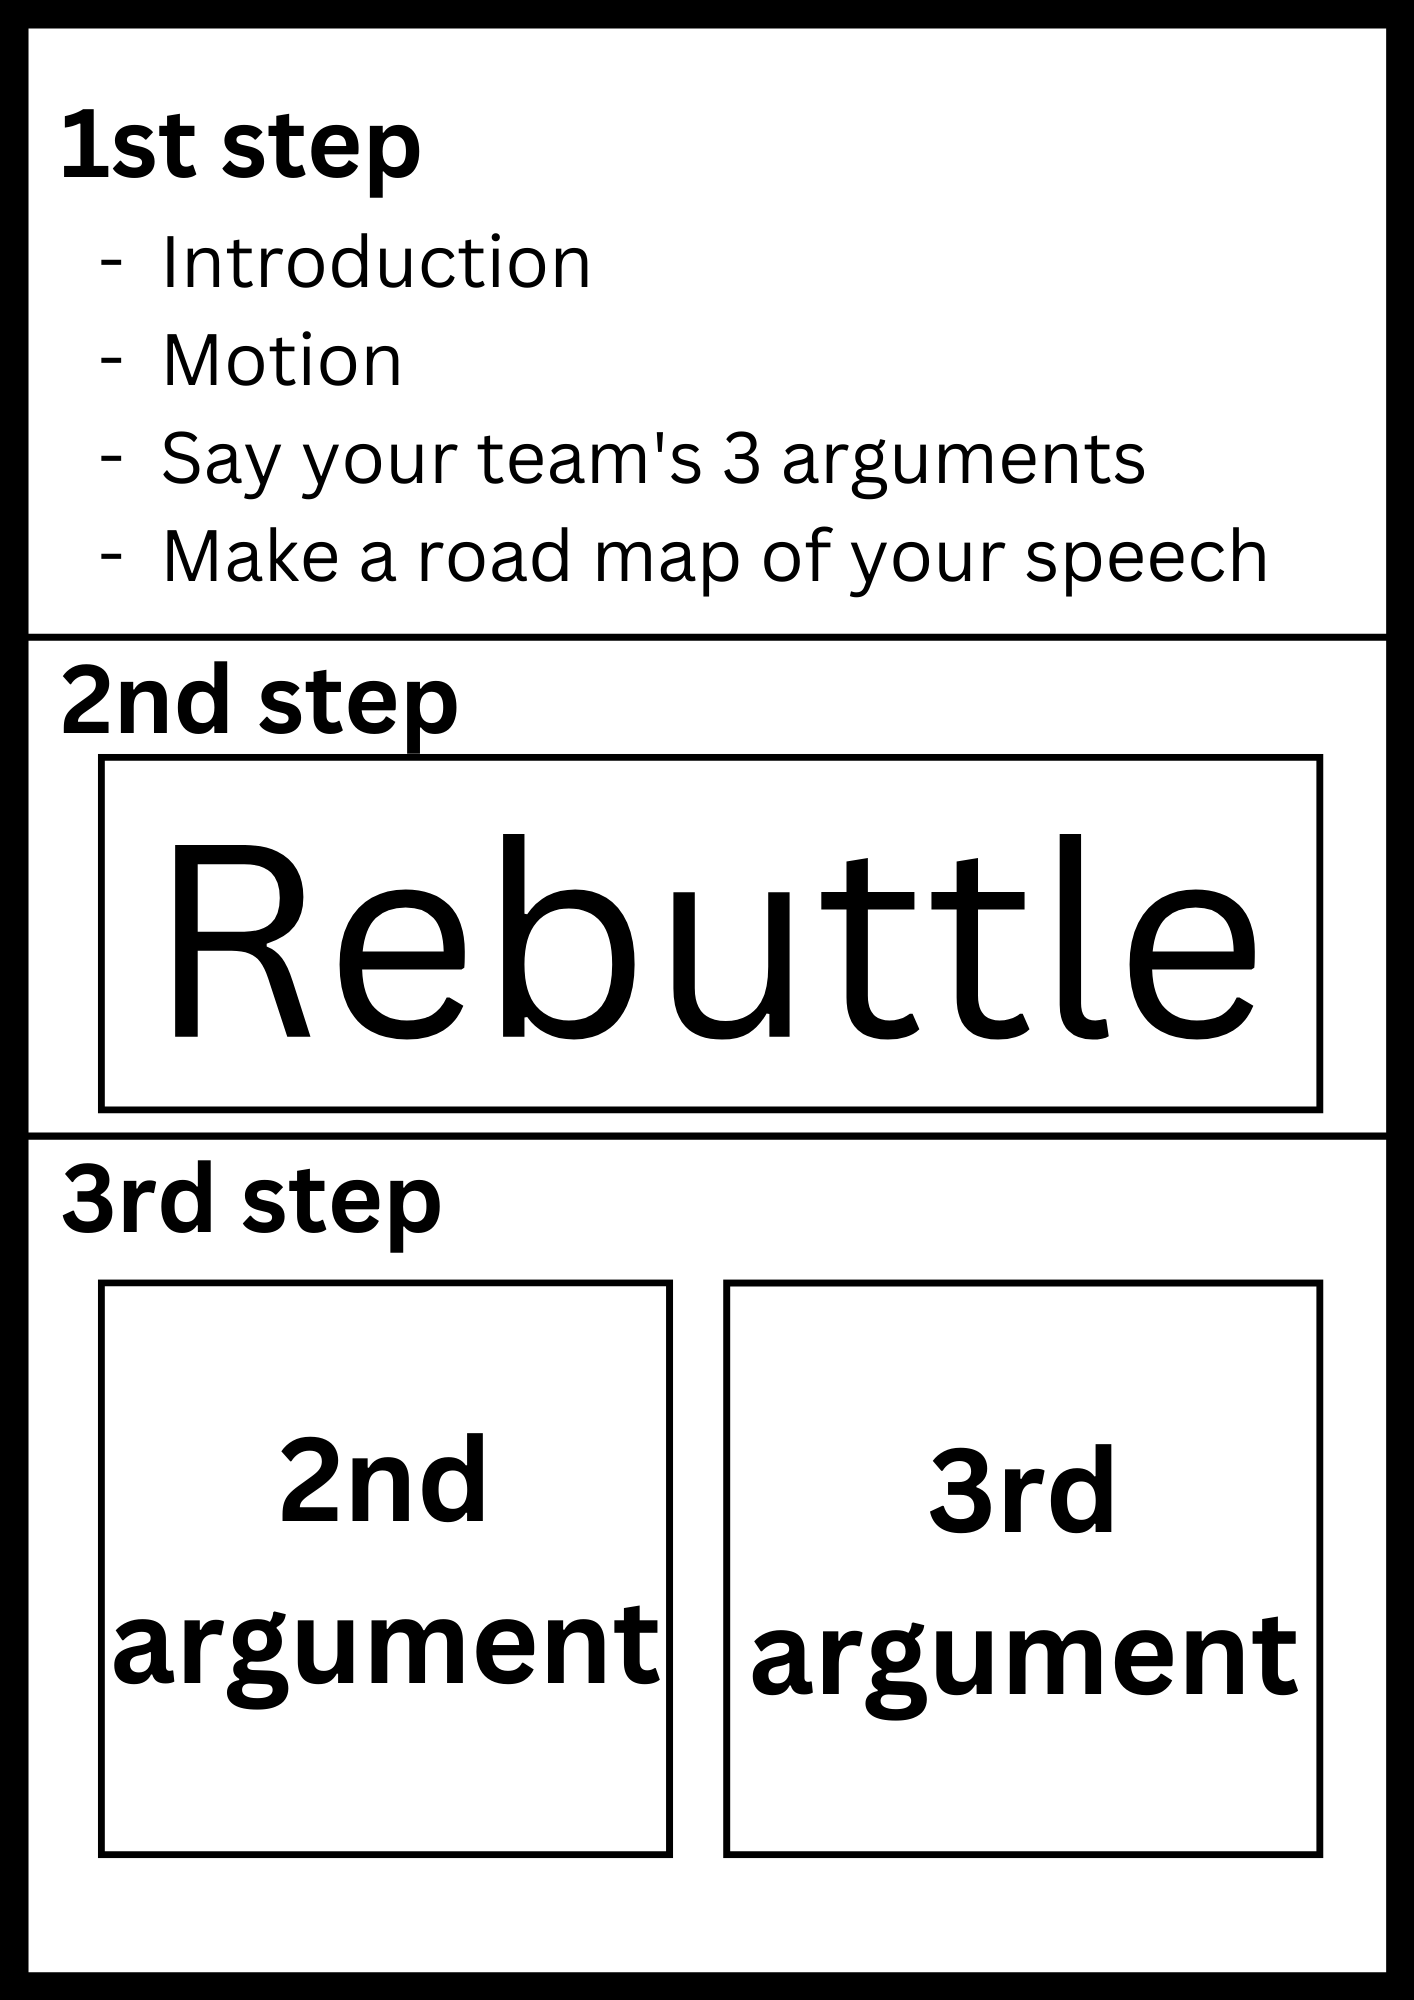 1st step
- Introduction
- Motion
- Say your team's 3 arguments
- Make a road map of your speech
2nd step
Rebuttle
3rd step
2nd
argument
3rd
argument